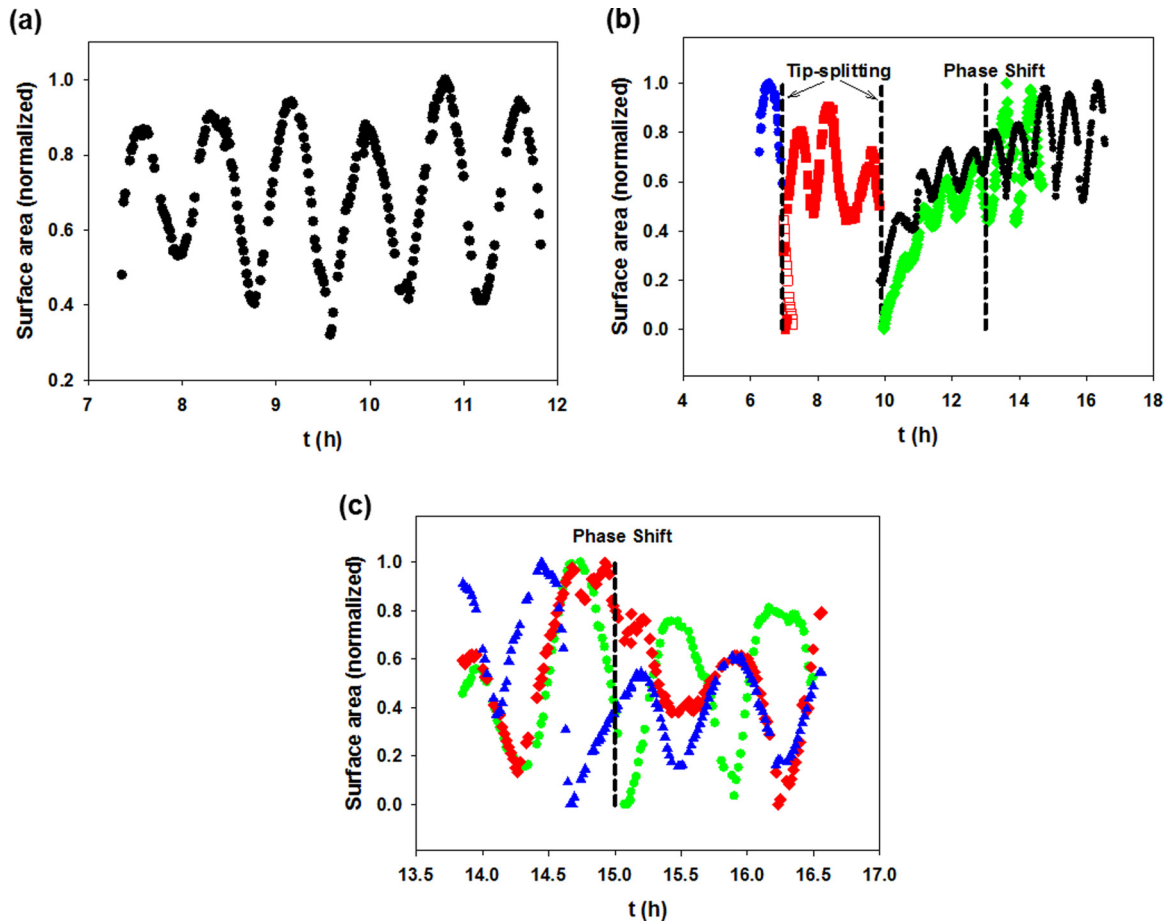 (a)
Surface area (normalized)
1.0
0.8
0.6
0.4
0.2
7 8 9 10 11 12
t (h)
(b)
Tip-splitting Phase Shift
Surface area (normalized)
1.0
0.8
0.6
0.4
0.2
0.0
4 6 8 10 12 14 16 18
t (h)
(c)
Phase Shift
Surface area (normalized)
1.0
0.8
0.6
0.4
0.2
0.0
13.5 14.0 14.5 15.0 15.5 16.0 16.5 17.0
t (h)